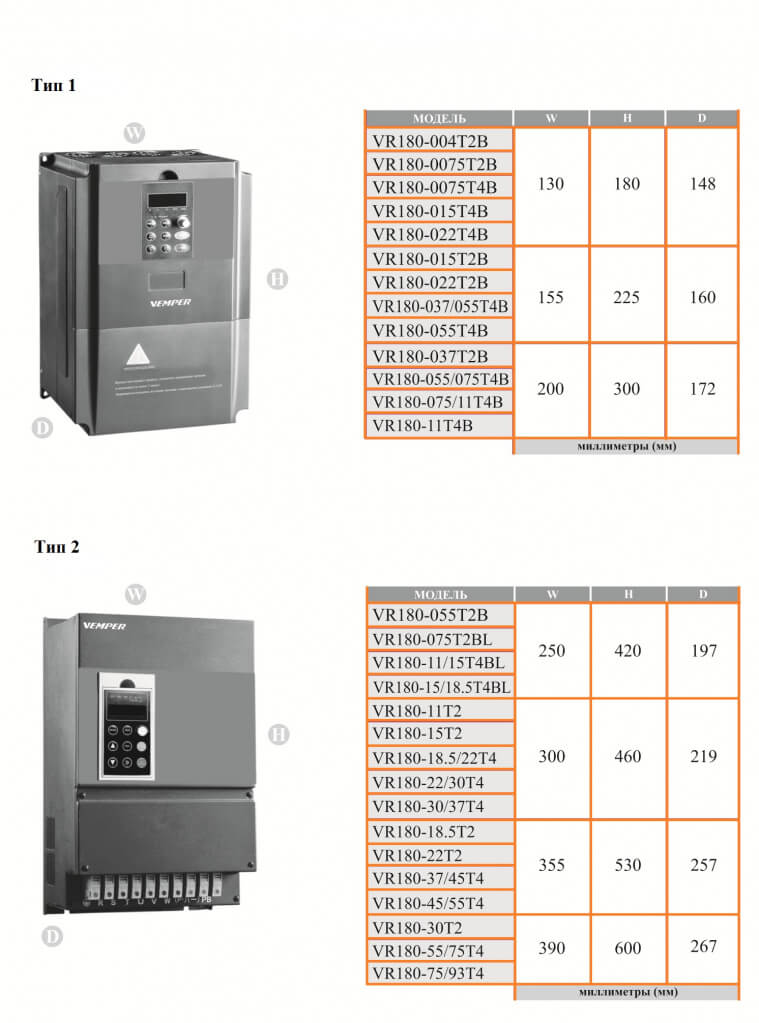 Тип 1
W
H
D
VEMPER
МОДЕЛЬ W H D
VR180-004T2B
VR180-0075T2B
VR180-0075T4B
VR180-015T4B
VR180-022T4B
130 180 148
VR180-015T2B
VR180-022T2B
VR180-037/055T4B
VR180-055T4B
155 225 160
VR180-037T2B
VR180-055/075T4B
VR180-075/11T4B
VR180-11T4B
200 300 172
миллиметры (мм)
Тип 2
W
VEMPER
H
R S T U V W P PB
D
МОДЕЛЬ W H D
VR180-055T2B
VR180-075T2BL
VR180-11/15T4BL
VR180-15/18.5T4BL
250 420 197
VR180-11T2
VR180-15T2
VR180-18.5/22T4
VR180-22/30T4
VR180-30/37T4
300 460 219
VR180-18.5T2
VR180-22T2
VR180-37/45T4
VR180-45/55T4
355 530 257
VR180-30T2
VR180-55/75T4
VR180-75/93T4
390 600 267
миллиметры (мм)